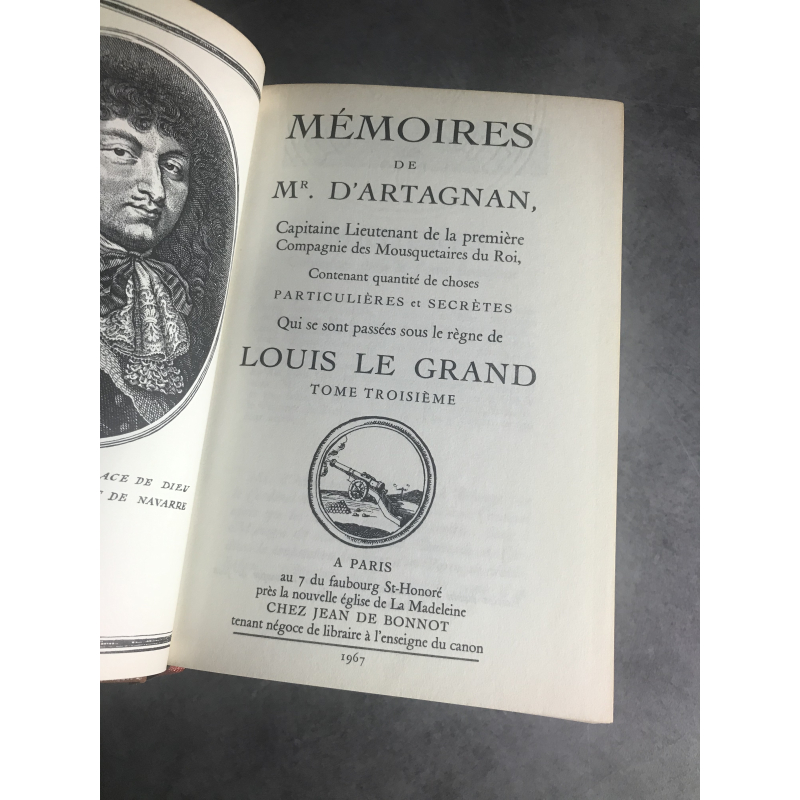 ACE DE DIEU
DE NAVARRE
MÉMOIRES
DE
MR. D'ARTAGNAN,
Capitaine Lieutenant de la première
Compagnie des Mousquetaires du Roi,
Contenant quantité de choses
PARTICULIÈRES et SECRÈTES
Qui se sont passées sous le règne de
LOUIS LE GRAND
TOME TROISIÈME
A PARIS
au 7 du faubourg St-Honoré
près la nouvelle église de La Madeleine
CHEZ JEAN DE BONNOT
tenant négoce de libraire à l'enseigne du canon
1967